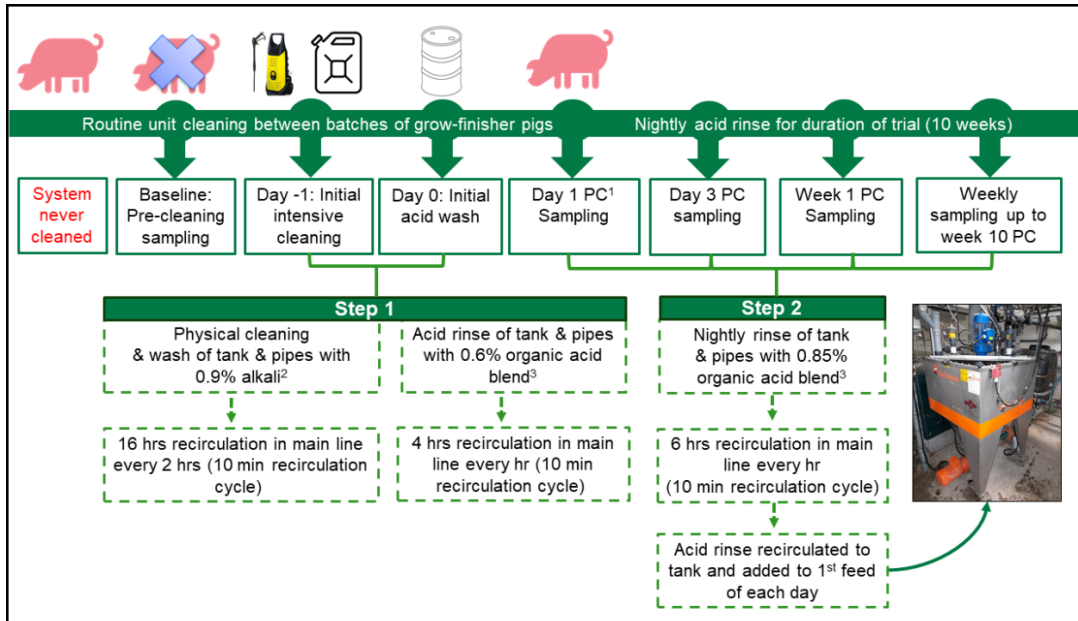 Routine unit cleaning between batches of grow-finisher pigs
Nightly acid rinse for duration of trial (10 weeks)
System
never
cleaned
Baseline:
Pre-cleaning
sampling
Day -1: Initial
intensive
cleaning
Day 0: Initial
acid wash
Day 1 PC¹
Sampling
Day 3 PC
sampling
Week 1 PC
Sampling
Weekly
sampling up to
week 10 PC
Step 1
Physical cleaning
& wash of tank & pipes with
0.9% alkali²
Acid rinse of tank & pipes
with 0.6% organic acid
blend³
16 hrs recirculation in main line
every 2 hrs (10 min recirculation
cycle)
4 hrs recirculation in main
line every hr (10 min
recirculation cycle)
Step 2
Nightly rinse of tank
& pipes with 0.85%
organic acid blend³
6 hrs recirculation in main
line every hr
(10 min recirculation cycle)
Acid rinse recirculated to
tank and added to 1st feed
of each day